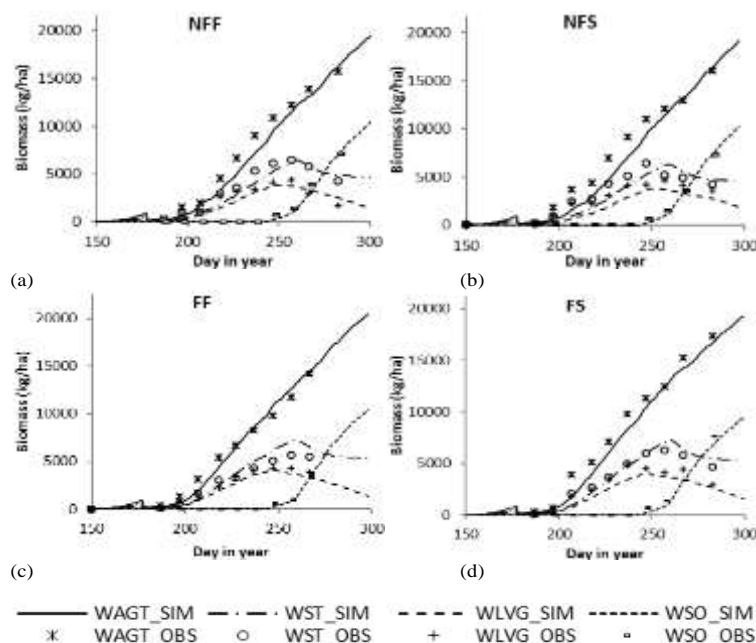 NFF
NFS
Biomass (kg/ha)
20000
15000
10000
5000
0
150 200 250 300
Day in year
(a)
Biomass (kg/ha)
20000
15000
10000
5000
0
150 200 250 300
Day in year
(b)
FF
FS
Biomass (kg/ha)
20000
15000
10000
5000
0
150 200 250 300
Day in year
(c)
Biomass (kg/ha)
20000
15000
10000
5000
0
150 200 250 300
Day in year
(d)
WAGT_SIM WST_SIM WLVG_SIM WSO_SIM
WAGT_OBS WST_OBS WLVG_OBS WSO_OBS